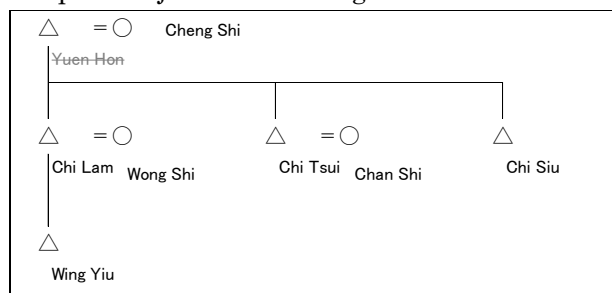 △ = ○ Cheng Shi
Yuen Hon
△ = ○ △ = ○ △
Chi Lam Wong Shi Chi Tsui Chan Shi Chi Siu
△
Wing Yiu